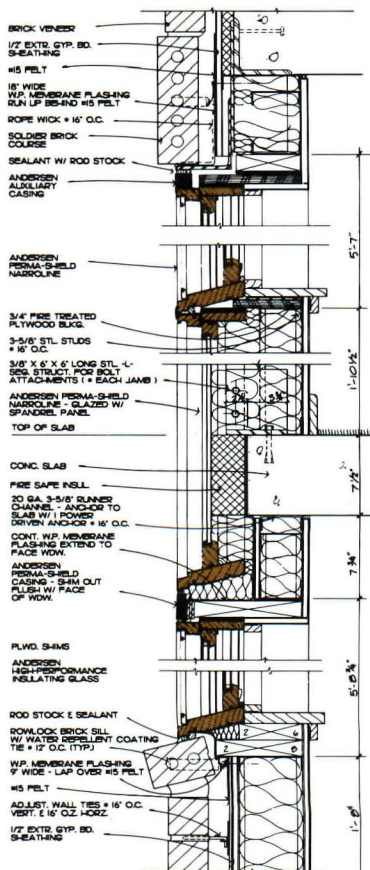 BRICK VENEER
1/2" EXTR. GYP. BD.
SHEATHING
#15 FELT
18" WIDE
W.P. MEMBRANE FLASHING
RUN UP BEHIND #15 FELT
ROPE WICK @ 16" O.C.
SOLDIER BRICK
COURSE
SEALANT W/ ROD STOCK
ANDERSEN
AUXILIARY
CASING
ANDERSEN
PERMA-SHIELD
NARROLINE
3/4" FIRE TREATED
PLYWOOD BLKG.
3-5/8" STL. STUDS
@ 16" O.C.
3/8" X 6" X 6" LONG STL. -L-
SEG. STRUCT. FOR BOLT
ATTACHMENTS ( @ EACH JAMB )
ANDERSEN PERMA-SHIELD
NARROLINE - GLAZED W/
SPANDREL PANEL
TOP OF SLAB
CONC. SLAB
FIRE SAFE INSUL.
20 GA. 3-5/8" RUNNER
CHANNEL - ANCHOR TO
SLAB W/ 1 POWER
DRIVEN ANCHOR @ 16" O.C.
CONT. W.P. MEMBRANE
FLASHING EXTEND TO
FACE WDW.
ANDERSEN
PERMA-SHIELD
CASING - SHIM OUT
FLUSH W/ FACE
OF WDW.
PLWD. SHIMS
ANDERSEN
HIGH-PERFORMANCE
INSULATING GLASS
ROD STOCK & SEALANT
ROWLOCK BRICK SILL
W/ WATER REPELLENT COATING
TIE @ 12" O.C. (TYP.)
W.P. MEMBRANE FLASHING
9" WIDE - LAP OVER #15 FELT
#15 FELT
ADJUST. WALL TIES @ 16" O.C.
VERT. & 16" O.Z. HORZ.
1/2" EXTR. GYP. BD.
SHEATHING
5'-7"
1'-10 1/2"
7 1/2"
7 3/4"
5'-8 3/4"
2 6
2 8